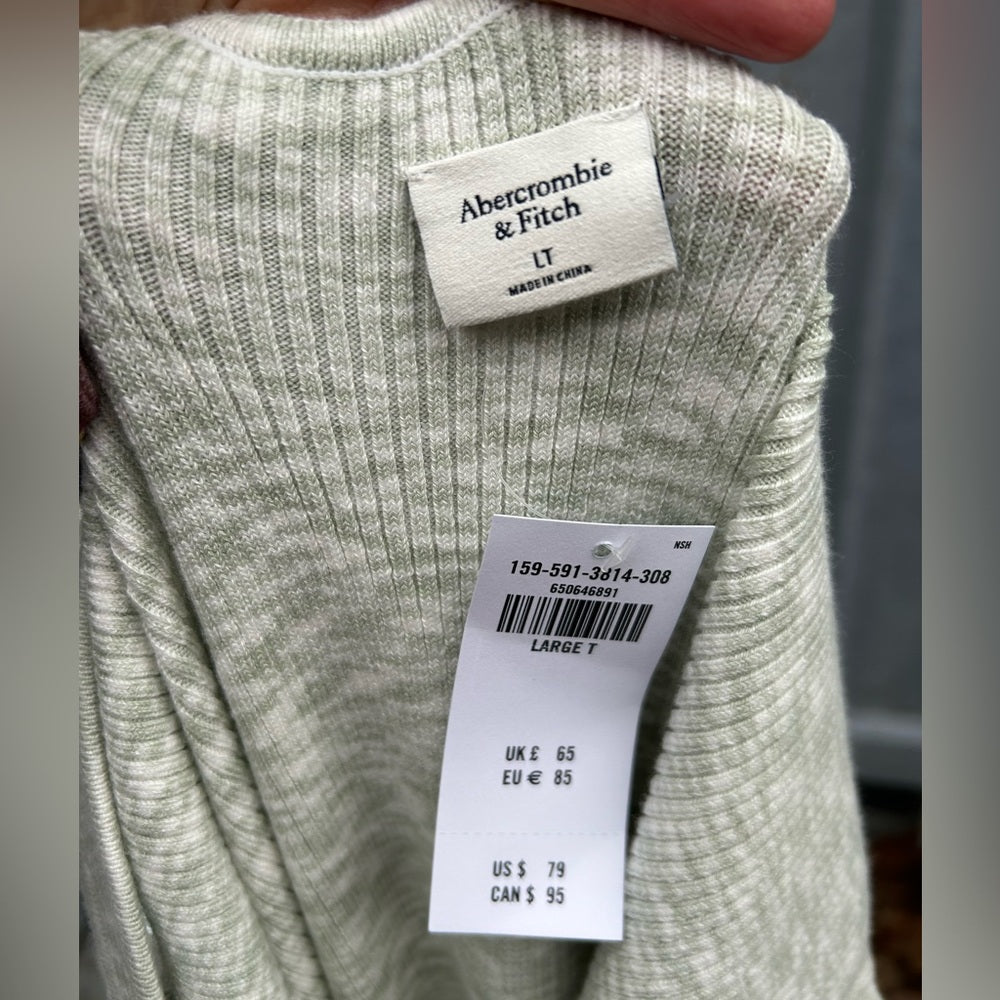 Abercrombie
& Fitch
LT
MADE IN CHINA
NSH
159-591-3814-308
650646891
LARGE T
UK £ 65
EU € 85
US $ 79
CAN $ 95